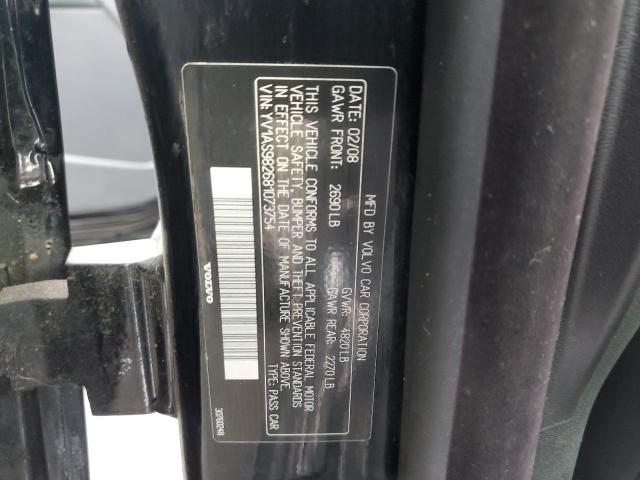 MFD BY VOLVO CAR CORPORATION
DATE: 02/08 GVWR: 4820 LB
GAWR FRONT: 2690 LB GAWR REAR: 2270 LB
THIS VEHICLE CONFORMS TO ALL APPLICABLE FEDERAL MOTOR
VEHICLE SAFETY, BUMPER AND THEFT PREVENTION STANDARDS
IN EFFECT ON THE DATE OF MANUFACTURE SHOWN ABOVE.
VIN: YV1AS982681073754 TYPE: PASS CAR
VOLVO
30760248